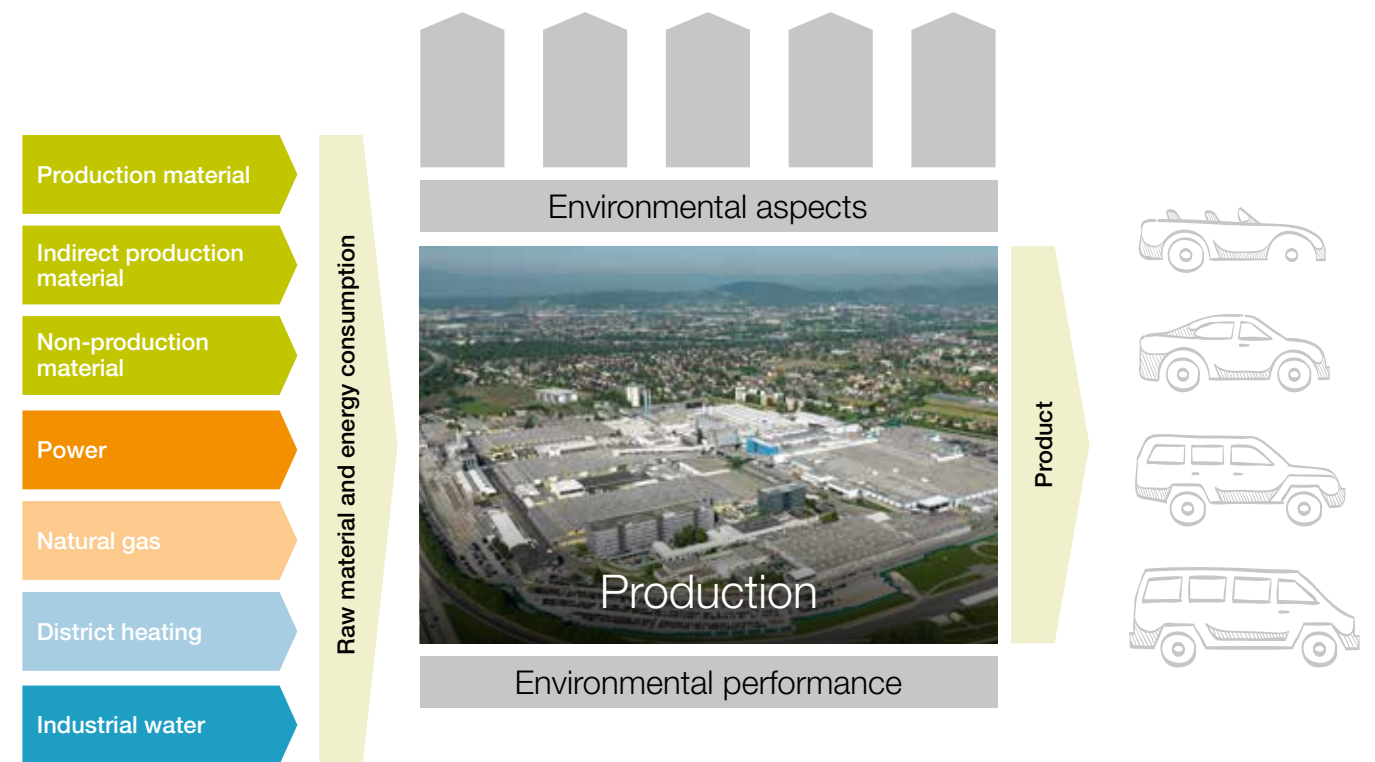 Production material
Indirect production
material
Non-production
material
Power
Natural gas
District heating
Industrial water
Raw material and energy consumption
Environmental aspects
Production
Environmental performance
Product